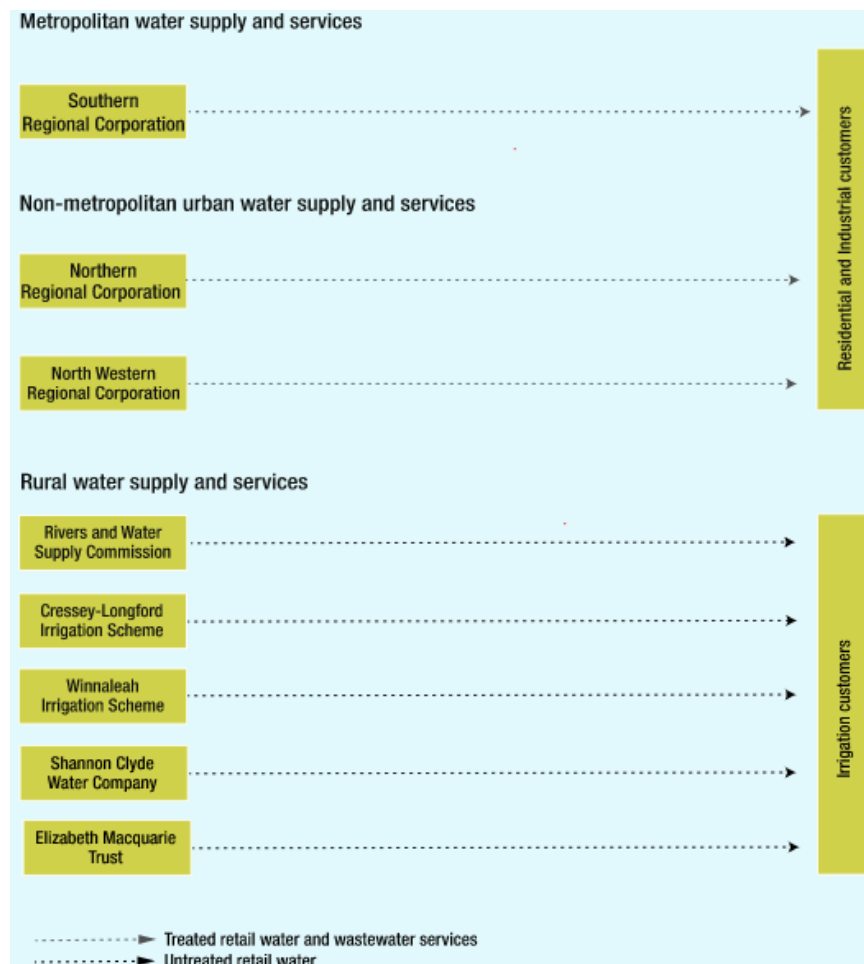 Metropolitan water supply and services
Southern
Regional Corporation
Non-metropolitan urban water supply and services
Northern
Regional Corporation
North Western
Regional Corporation
Residential and Industrial customers
Rural water supply and services
Rivers and Water
Supply Commission
Cressey-Longford
Irrigation Scheme
Winnaleah
Irrigation Scheme
Shannon Clyde
Water Company
Elizabeth Macquarie
Trust
Irrigation customers
Treated retail water and wastewater services
Untreated retail water